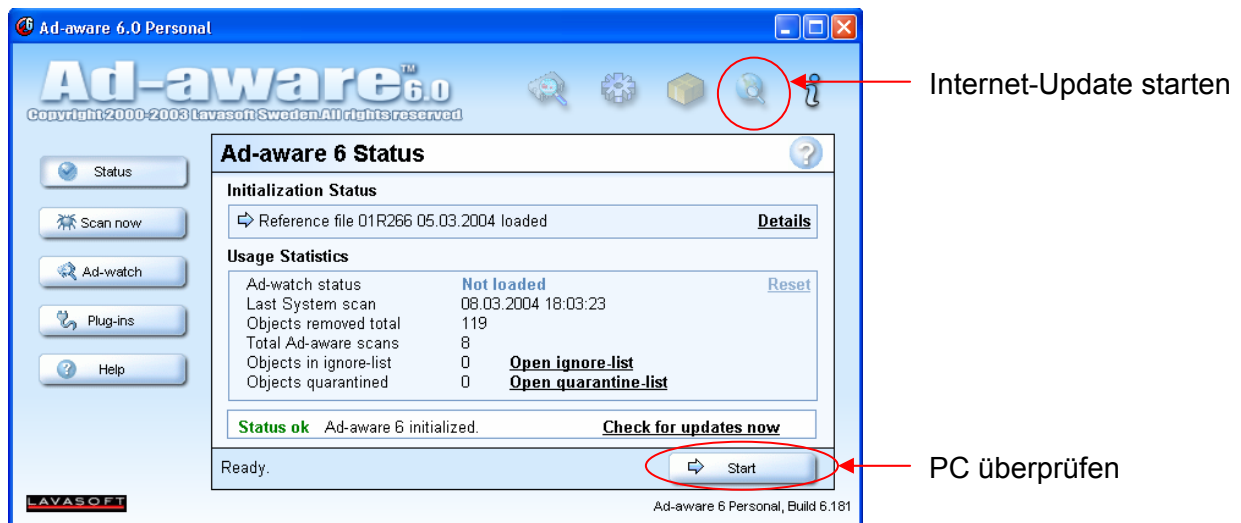 Ad-aware 6.0 Personal
Ad-aware 6.0 TM
Copyright 2000-2003 Lavasoft Sweden. All rights reserved
Internet-Update starten
Status
Scan now
Ad-watch
Plug-ins
Help
Ad-aware 6 Status
Initialization Status
Reference file 01R266 05.03.2004 loaded Details
Usage Statistics
Ad-watch status Not loaded Reset
Last System scan 08.03.2004 18:03:23
Objects removed total 119
Total Ad-aware scans 8
Objects in ignore-list 0 Open ignore-list
Objects quarantined 0 Open quarantine-list
Status ok Ad-aware 6 initialized. Check for updates now
Ready. Start
PC überprüfen
LAVASOFT
Ad-aware 6 Personal, Build 6.181